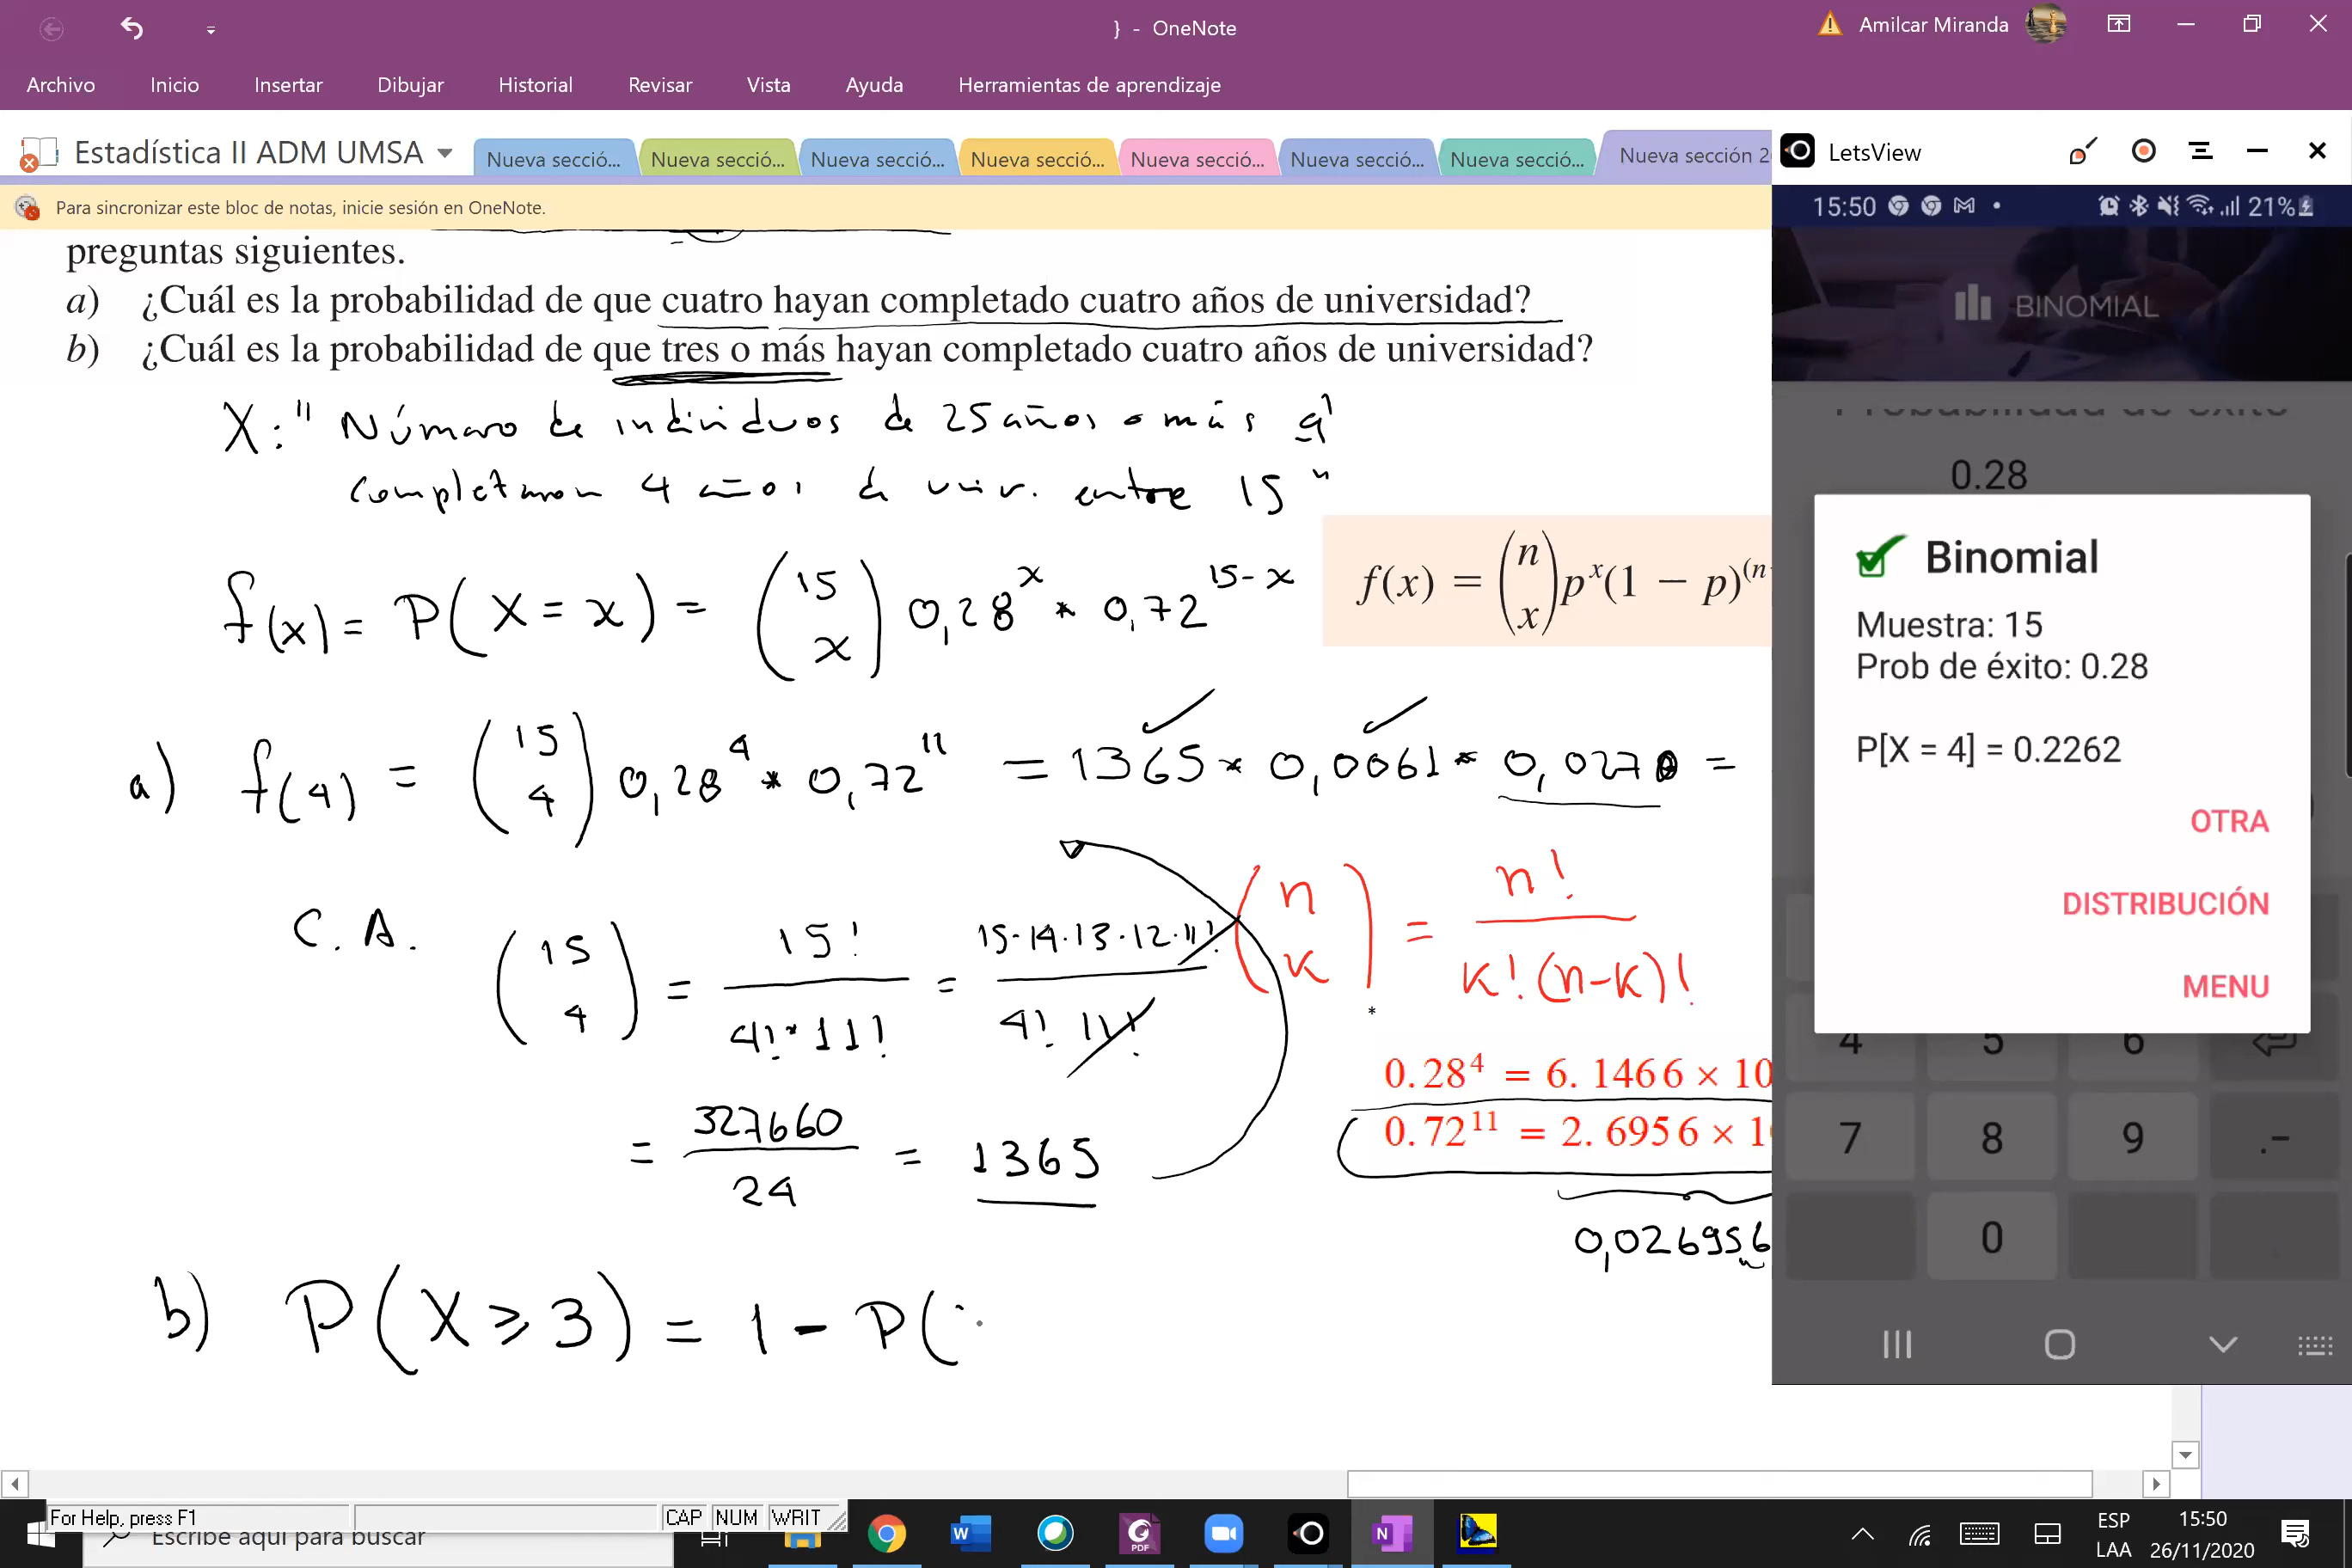 } - OneNote
Amilcar Miranda
Archivo Inicio Insertar Dibujar Historial Revisar Vista Ayuda Herramientas de aprendizaje
Estadística II ADM UMSA
Nueva secció... Nueva secció... Nueva secció... Nueva secció... Nueva secció... Nueva secció... Nueva secció... Nueva sección 2
Para sincronizar este bloc de notas, inicie sesión en OneNote.
preguntas siguientes.
a) ¿Cuál es la probabilidad de que cuatro hayan completado cuatro años de universidad?
b) ¿Cuál es la probabilidad de que tres o más hayan completado cuatro años de universidad?
X: " Número de individuos de 25 años o más q'
completaron 4 años d univ. entre 15 "
f(x) = P(X = x) = (15 x) 0,28^x * 0,72^15-x
f(x) = (n x) p^x (1 − p)^(n
a) f(4) = (15 4) 0,28^4 * 0,72^11 = 1365 * 0,0061 * 0,0270 =
C.A. (15 4) = 15! / 4! * 11! = 15·14·13·12·11! / 4! 11!
(n k) = n! / k! (n-k)!
*
= 327660 / 24 = 1365
0.28^4 = 6.1466 × 10
0.72^11 = 2.6956 × 1
0,026956
b) P(X ≥ 3) = 1 - P(
LetsView
15:50 21%
BINOMIAL
Probabilidad de éxito
0.28
Binomial
Muestra: 15
Prob de éxito: 0.28
P[X = 4] = 0.2262
OTRA
DISTRIBUCIÓN
MENU
4 5 6
7 8 9 .-
0
For Help, press F1 CAP NUM WRIT
Escribe aquí para buscar
ESP
LAA
15:50
26/11/2020